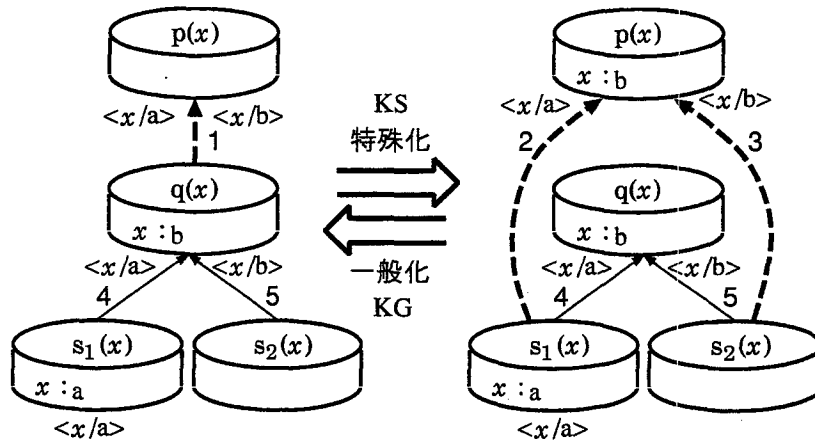 p(x)
<x/a> <x/b>
1
q(x)
x : b
<x/a> <x/b>
4 5
s₁(x) s₂(x)
x : a
<x/a>
KS
特殊化
一般化
KG
p(x)
x : b
<x/a> <x/b>
2 3
q(x)
x : b
<x/a> <x/b>
4 5
s₁(x) s₂(x)
x : a
<x/a>